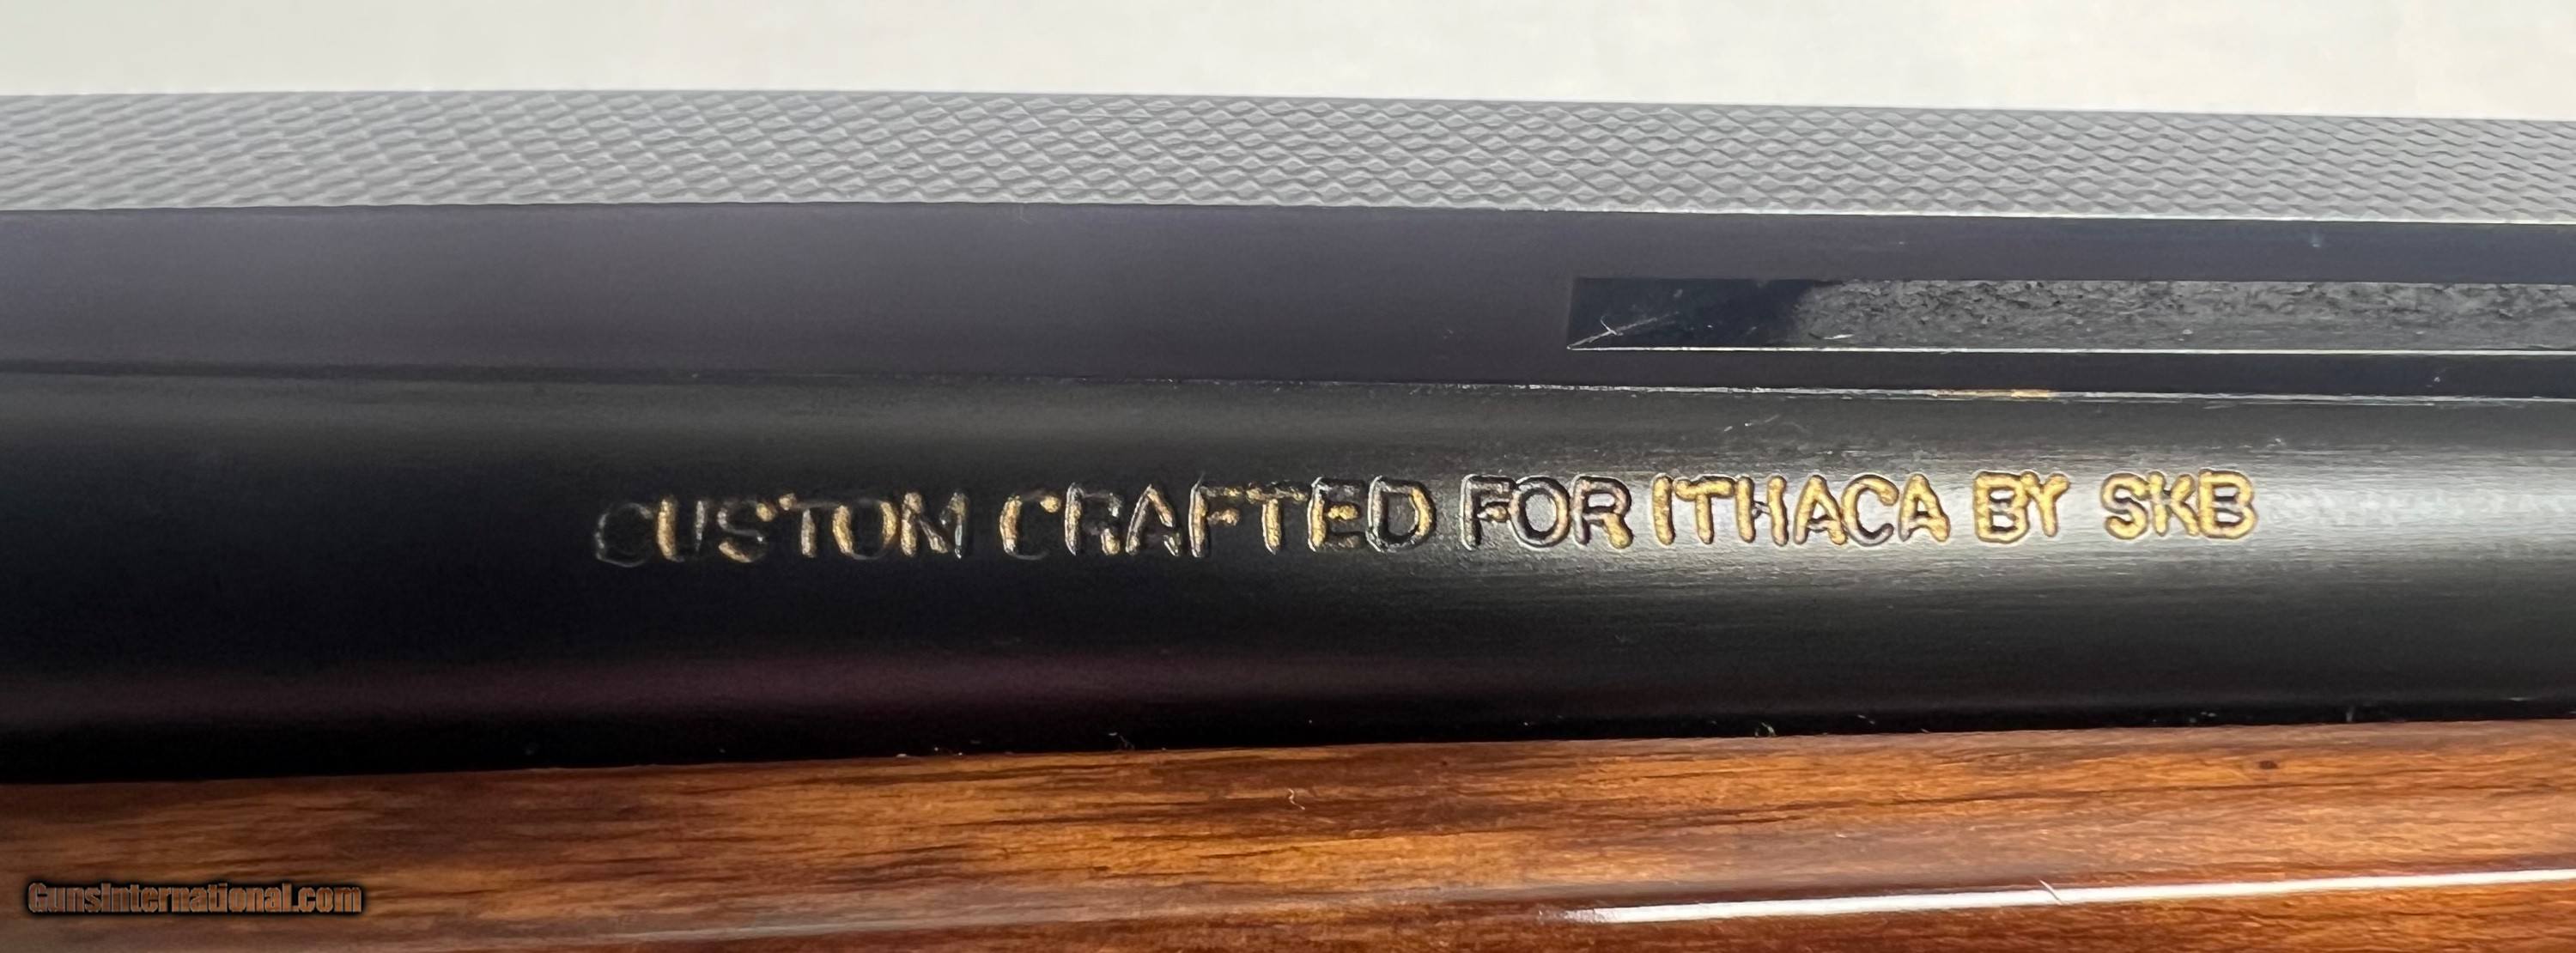 CUSTOM CRAFTED FOR ITHACA BY SKB
GunsInternational.com